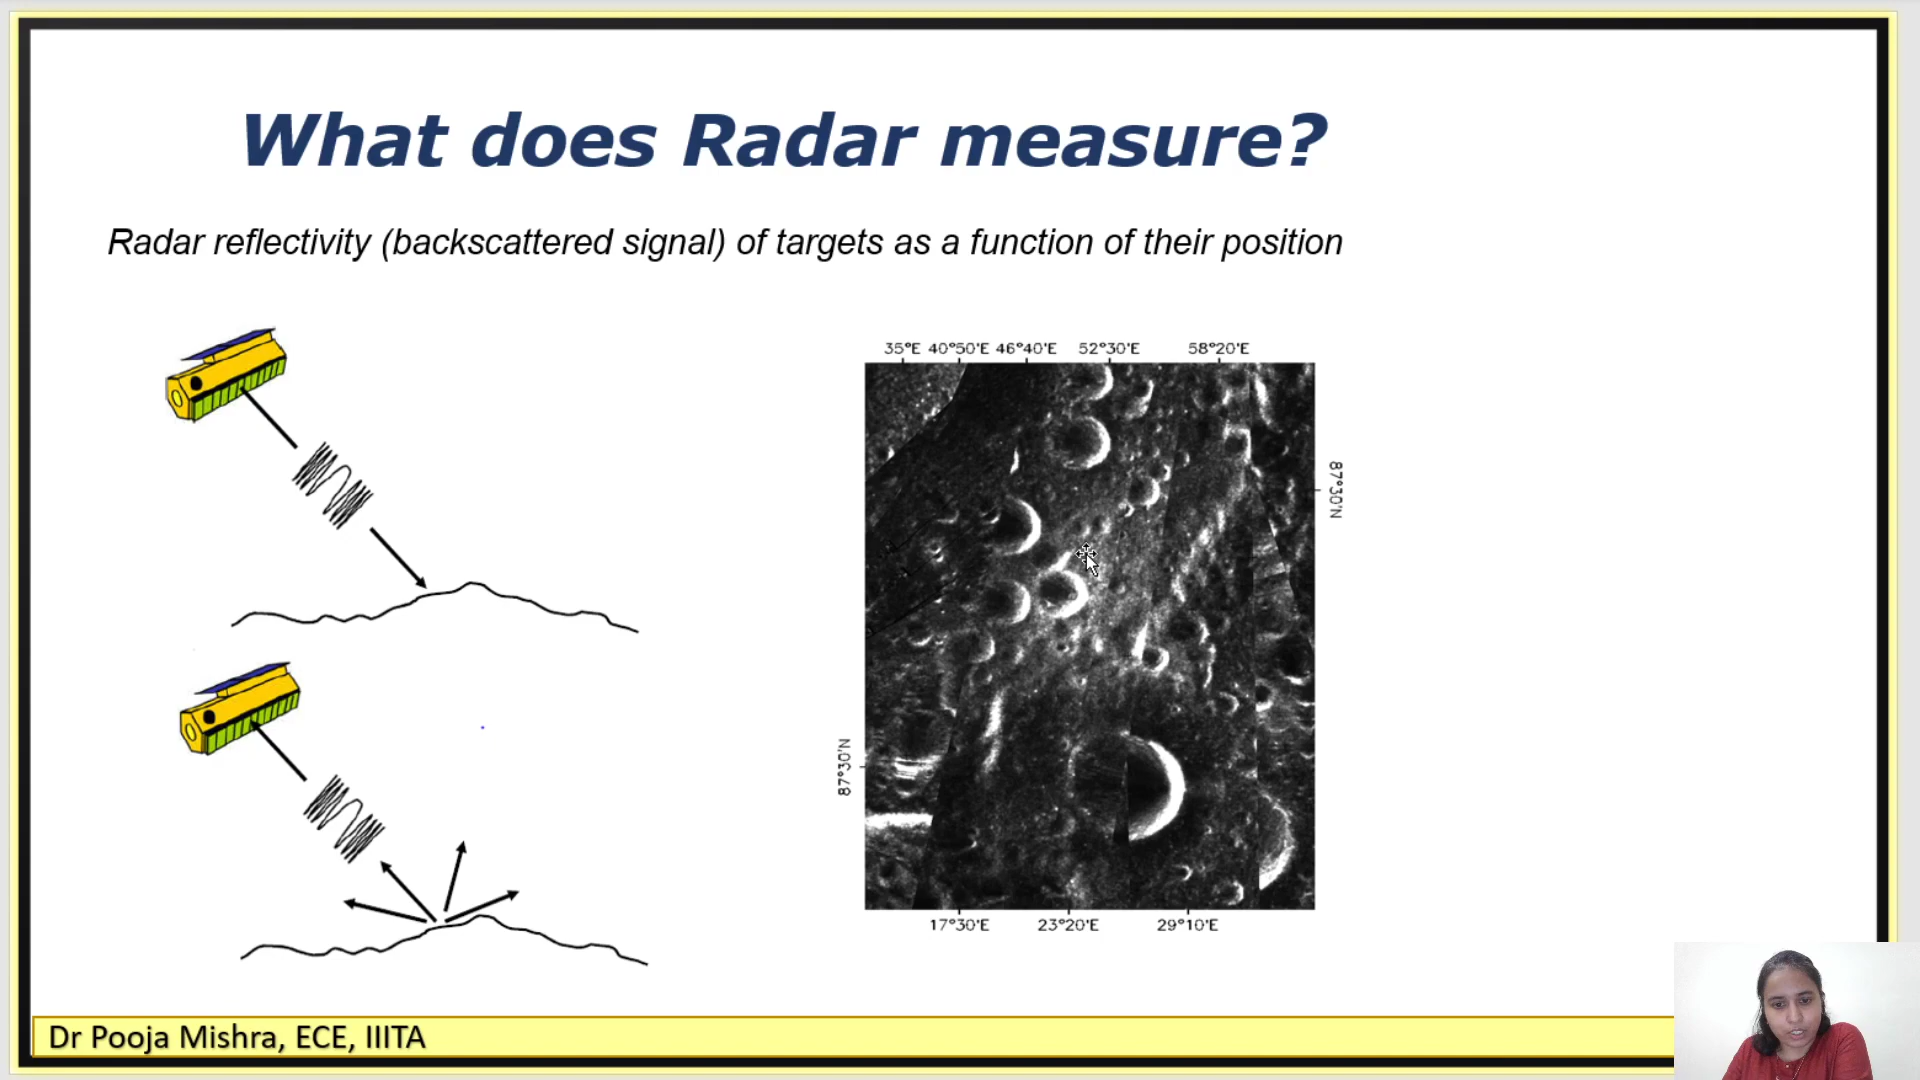 What does Radar measure?
Radar reflectivity (backscattered signal) of targets as a function of their position
35°E 40°50'E 46°40'E 52°30'E 58°20'E
87°30'N
87°30'N
17°30'E 23°20'E 29°10'E
Dr Pooja Mishra, ECE, IIITA